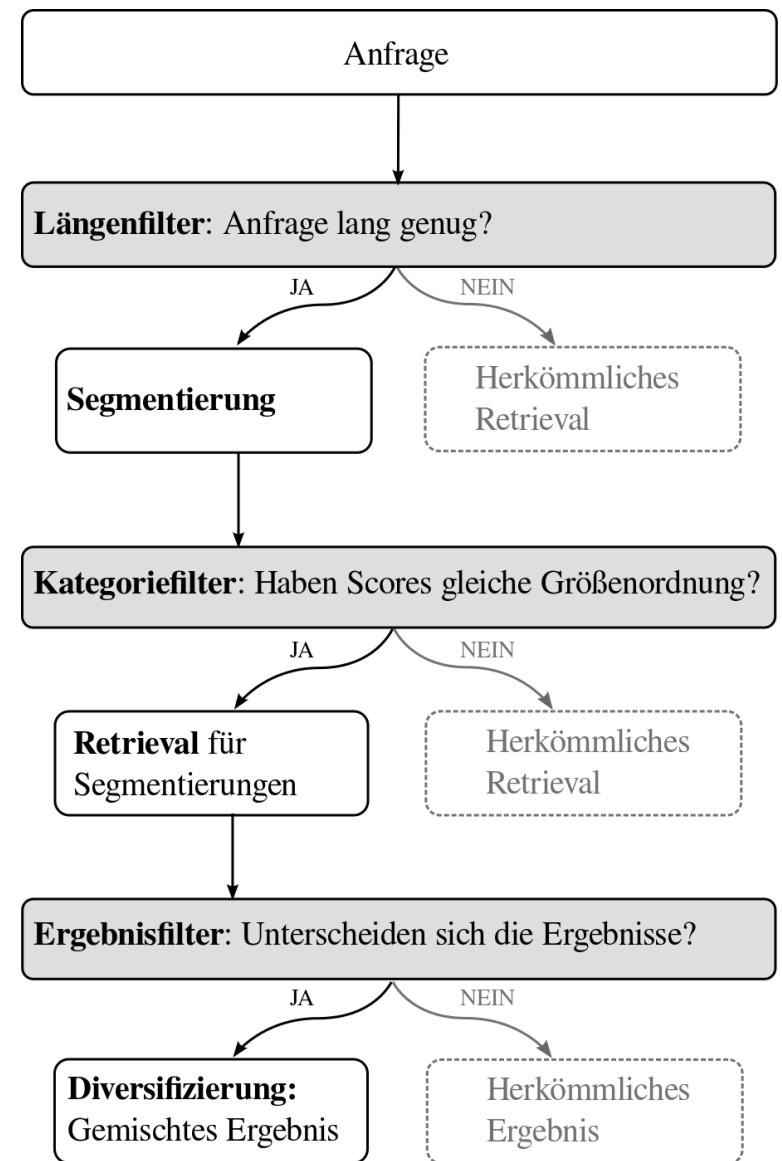 Anfrage
Längenfilter: Anfrage lang genug?
JA
NEIN
Segmentierung
Herkömmliches
Retrieval
Kategoriefilter: Haben Scores gleiche Größenordnung?
JA
NEIN
Retrieval für
Segmentierungen
Herkömmliches
Retrieval
Ergebnisfilter: Unterscheiden sich die Ergebnisse?
JA
NEIN
Diversifizierung:
Gemischtes Ergebnis
Herkömmliches
Ergebnis